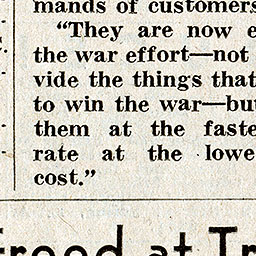 mands of customers
"They are now e
the war effort—not
vide the things that
to win the war—but
them at the faste
rate at the lowe
cost."
reed at Tr